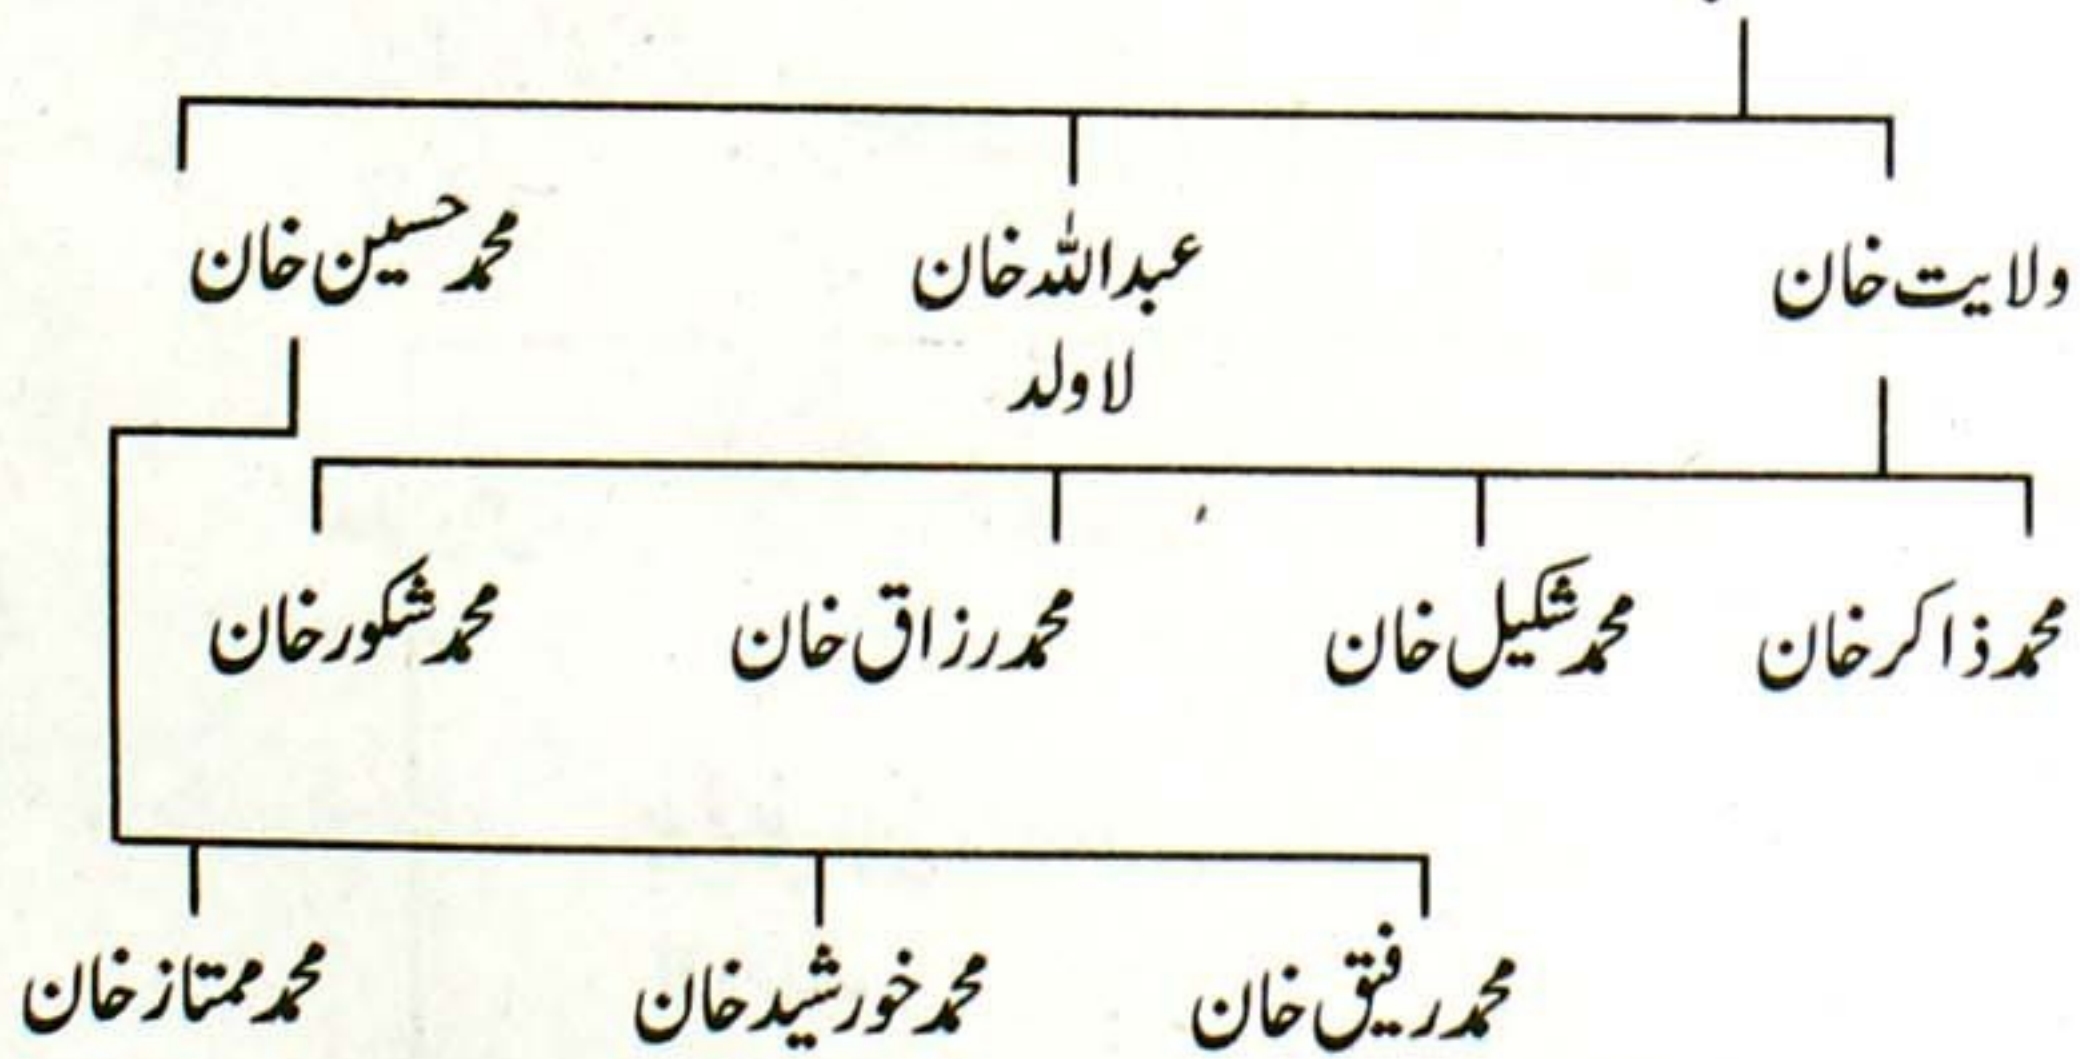 ولایت خان عبداللہ خان محمد حسین خان
لاولد
محمد ذاکر خان محمد شکیل خان محمد رزاق خان محمد شکور خان
محمد رفیق خان محمد خورشید خان محمد ممتاز خان